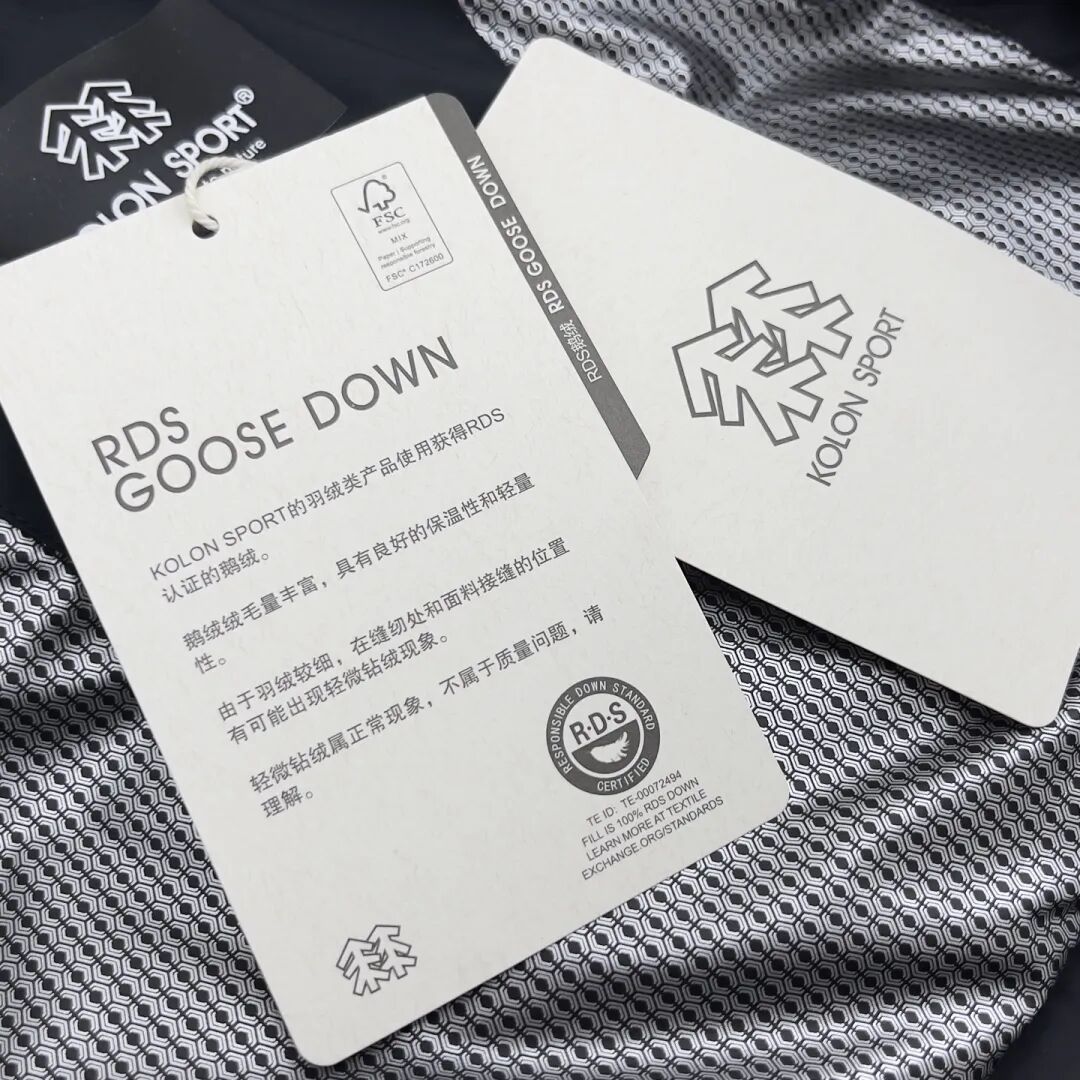 KOLON SPORT®
FSC
www.fsc.org
MIX
Paper | Supporting
responsible forestry
FSC® C172600
RDS鹅绒 RDS GOOSE DOWN
RDS
GOOSE DOWN
KOLON SPORT的羽绒类产品使用获得RDS
认证的鹅绒。
鹅绒绒毛量丰富，具有良好的保温性和轻量
性。
由于羽绒较细，在缝纫处和面料接缝的位置
有可能出现轻微钻绒现象。
轻微钻绒属正常现象，不属于质量问题，请
理解。
RESPONSIBLE DOWN STANDARD
R·D·S
CERTIFIED
TE ID: TE-00072494
FILL IS 100% RDS DOWN
LEARN MORE AT TEXTILE
EXCHANGE.ORG/STANDARDS
KOLON SPORT